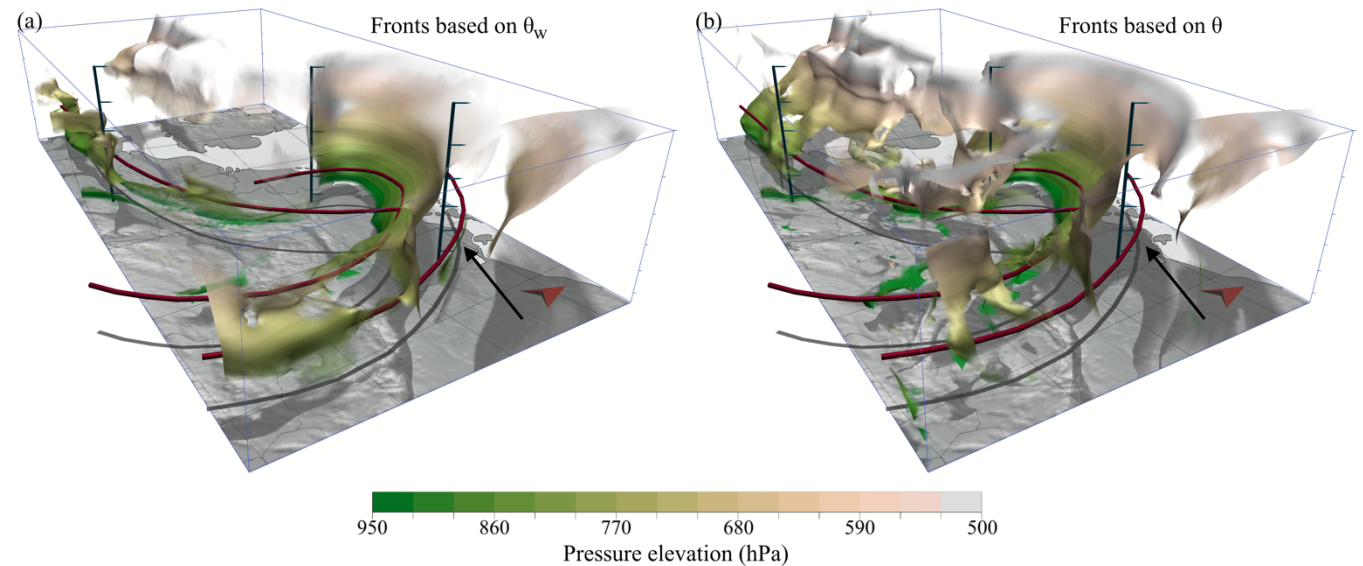 (a)
Fronts based on θw
(b)
Fronts based on θ
950 860 770 680 590 500
Pressure elevation (hPa)